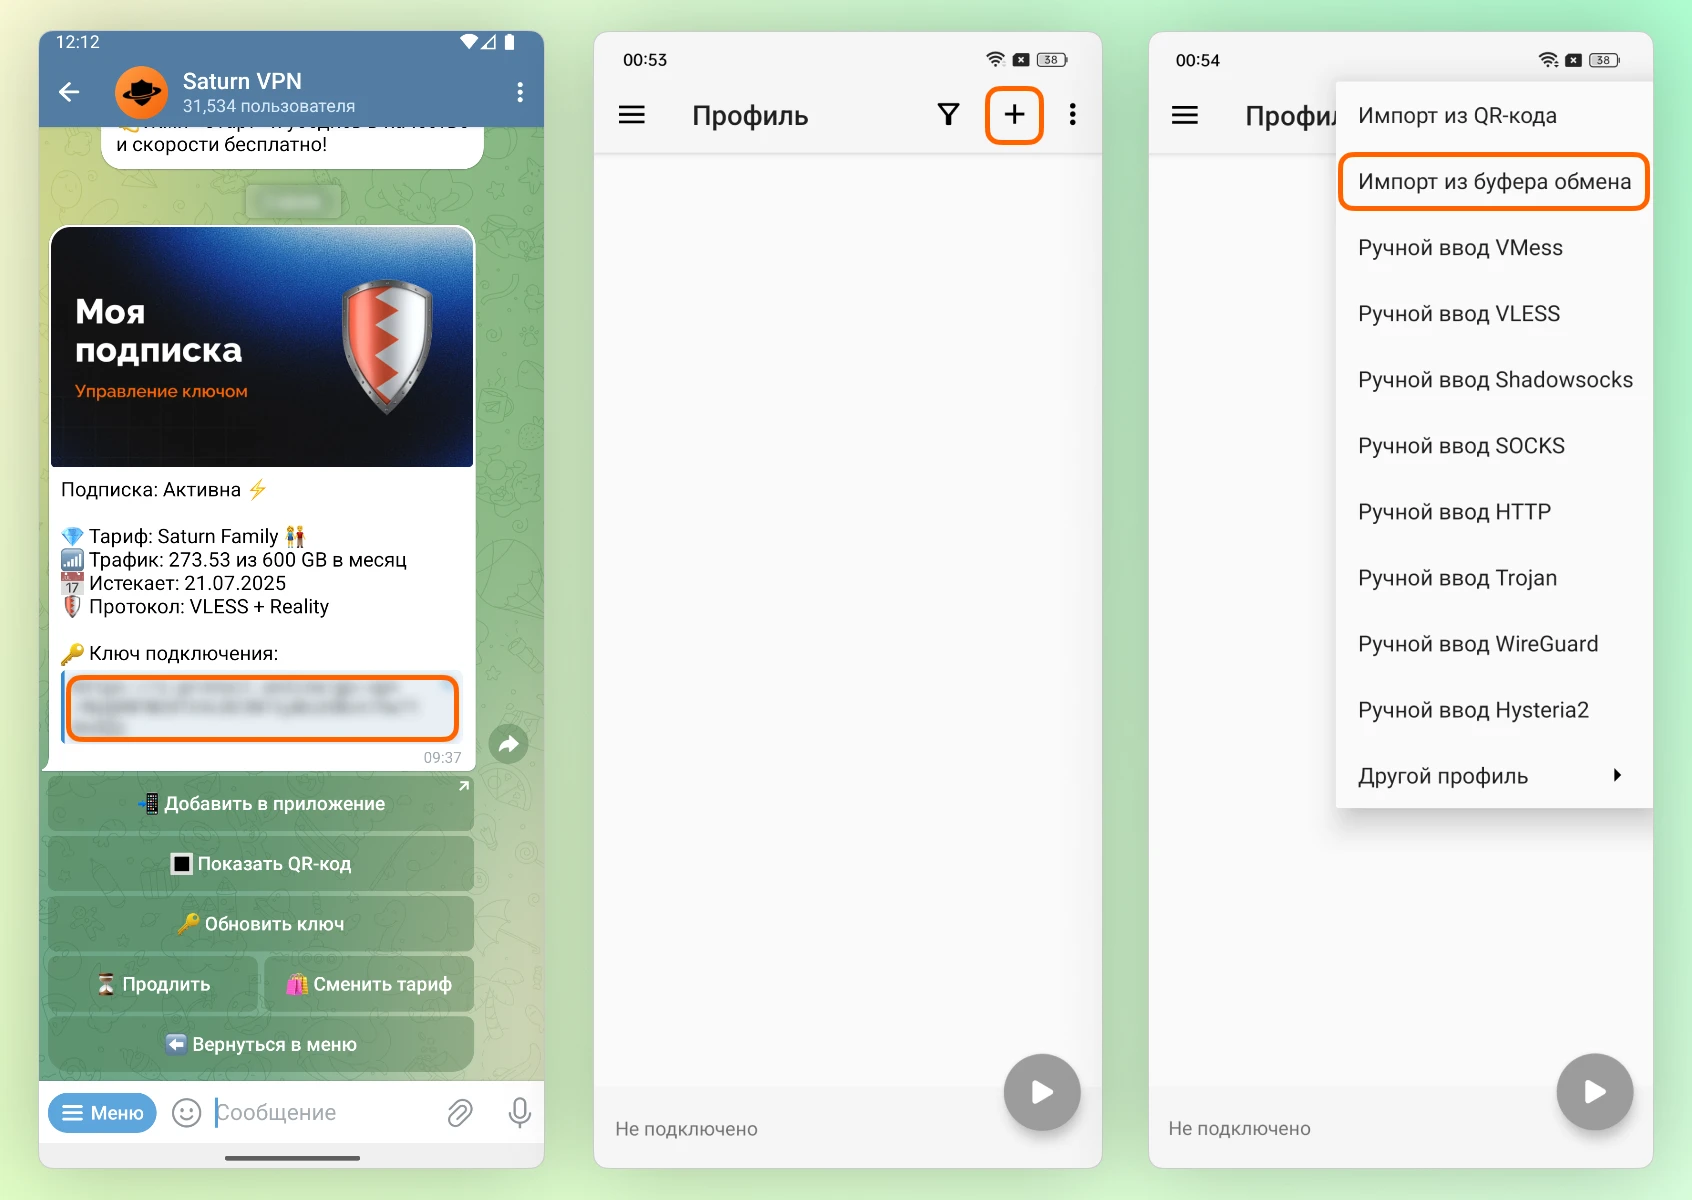 12:12
Saturn VPN
31,534 пользователя
и скорости бесплатно!
Моя
подписка
Управление ключом
Подписка: Активна ⚡
💎 Тариф: Saturn Family 👫
📶 Трафик: 273.53 из 600 GB в месяц
📅 Истекает: 21.07.2025
🛡 Протокол: VLESS + Reality
🔑 Ключ подключения:
09:37
📲 Добавить в приложение
🔳 Показать QR-код
🔑 Обновить ключ
⏳ Продлить
🛍 Сменить тариф
⬅️ Вернуться в меню
Меню
Сообщение
00:53
38
Профиль
Не подключено
00:54
38
Профил
Импорт из QR-кода
Импорт из буфера обмена
Ручной ввод VMess
Ручной ввод VLESS
Ручной ввод Shadowsocks
Ручной ввод SOCKS
Ручной ввод HTTP
Ручной ввод Trojan
Ручной ввод WireGuard
Ручной ввод Hysteria2
Другой профиль
Не подключено